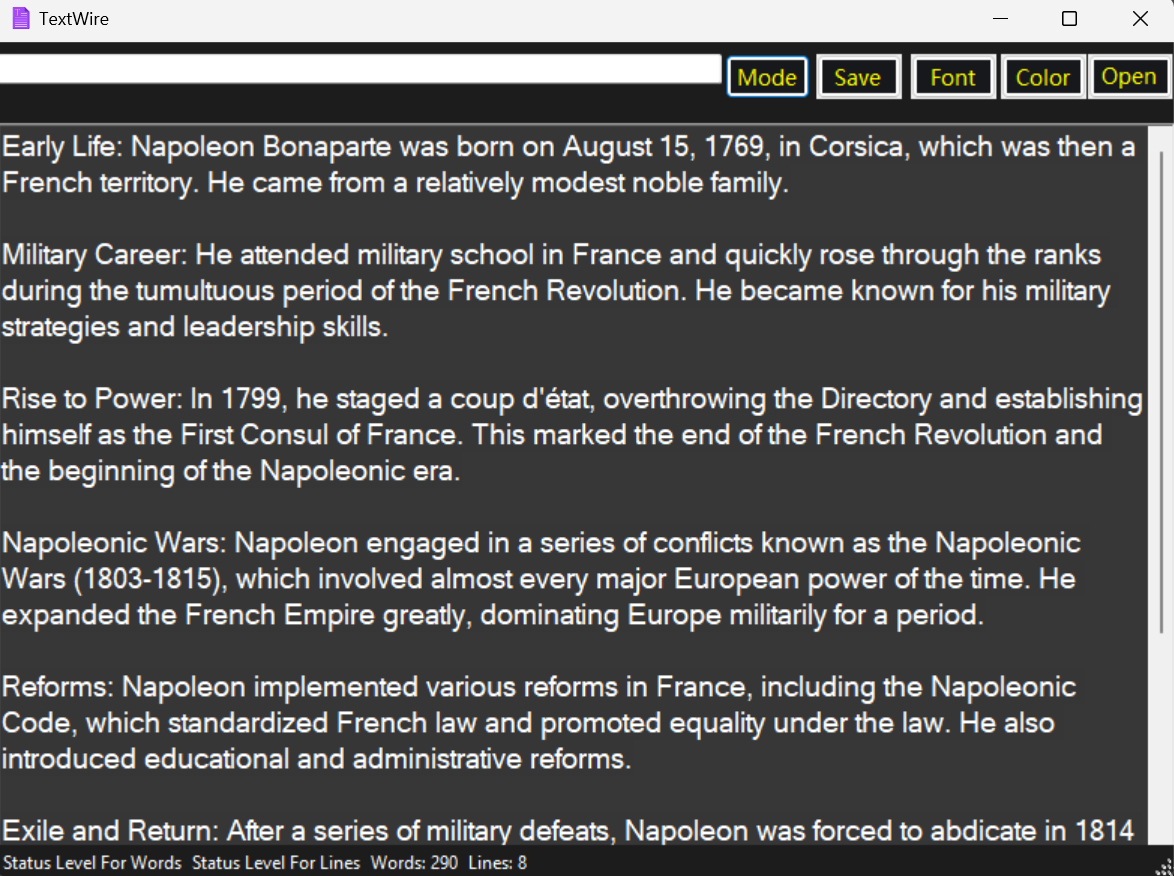 TextWire
Mode Save Font Color Open
Early Life: Napoleon Bonaparte was born on August 15, 1769, in Corsica, which was then a
French territory. He came from a relatively modest noble family.
Military Career: He attended military school in France and quickly rose through the ranks
during the tumultuous period of the French Revolution. He became known for his military
strategies and leadership skills.
Rise to Power: In 1799, he staged a coup d'état, overthrowing the Directory and establishing
himself as the First Consul of France. This marked the end of the French Revolution and
the beginning of the Napoleonic era.
Napoleonic Wars: Napoleon engaged in a series of conflicts known as the Napoleonic
Wars (1803-1815), which involved almost every major European power of the time. He
expanded the French Empire greatly, dominating Europe militarily for a period.
Reforms: Napoleon implemented various reforms in France, including the Napoleonic
Code, which standardized French law and promoted equality under the law. He also
introduced educational and administrative reforms.
Exile and Return: After a series of military defeats, Napoleon was forced to abdicate in 1814
Status Level For Words Status Level For Lines Words: 290 Lines: 8